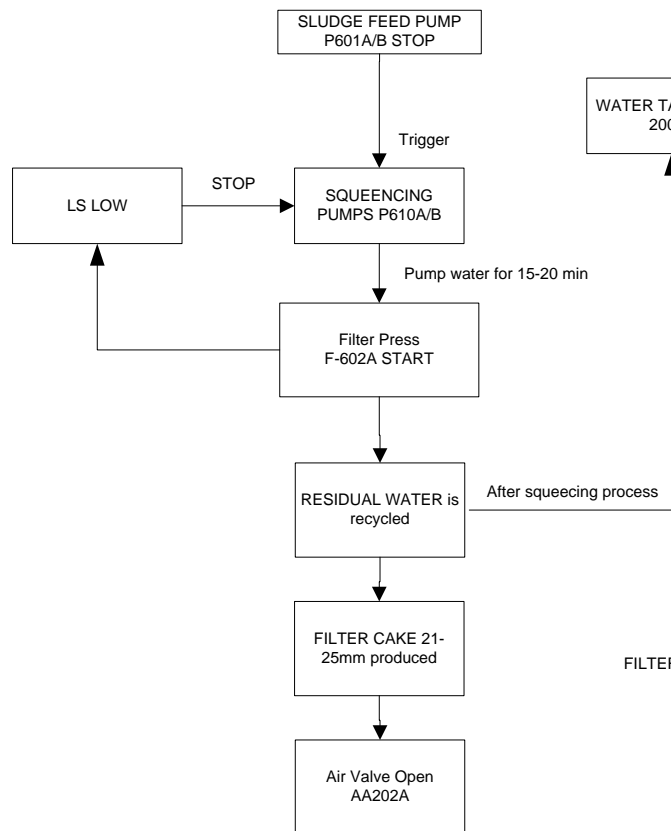 SLUDGE FEED PUMP
P601A/B STOP
WATER TA
200
Trigger
LS LOW
STOP
SQUEENCING
PUMPS P610A/B
Pump water for 15-20 min
Filter Press
F-602A START
RESIDUAL WATER is
recycled
After squeecing process
FILTER CAKE 21-
25mm produced
FILTER
Air Valve Open
AA202A